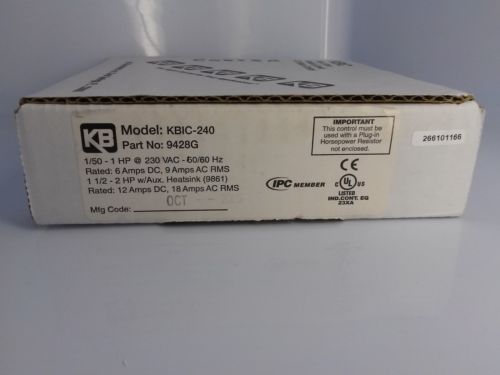 KB
Model: KBIC-240
Part No: 9428G
1/50 - 1 HP @ 230 VAC - 50/60 Hz
Rated: 6 Amps DC, 9 Amps AC RMS
1 1/2 - 2 HP w/Aux. Heatsink (9861)
Rated: 12 Amps DC, 18 Amps AC RMS
Mfg Code: OCT
IMPORTANT
This control must be
used with a Plug-in
Horsepower Resistor
not enclosed.
CE
IPC MEMBER
C UL US
LISTED
IND.CONT. EQ
23XA
266101166